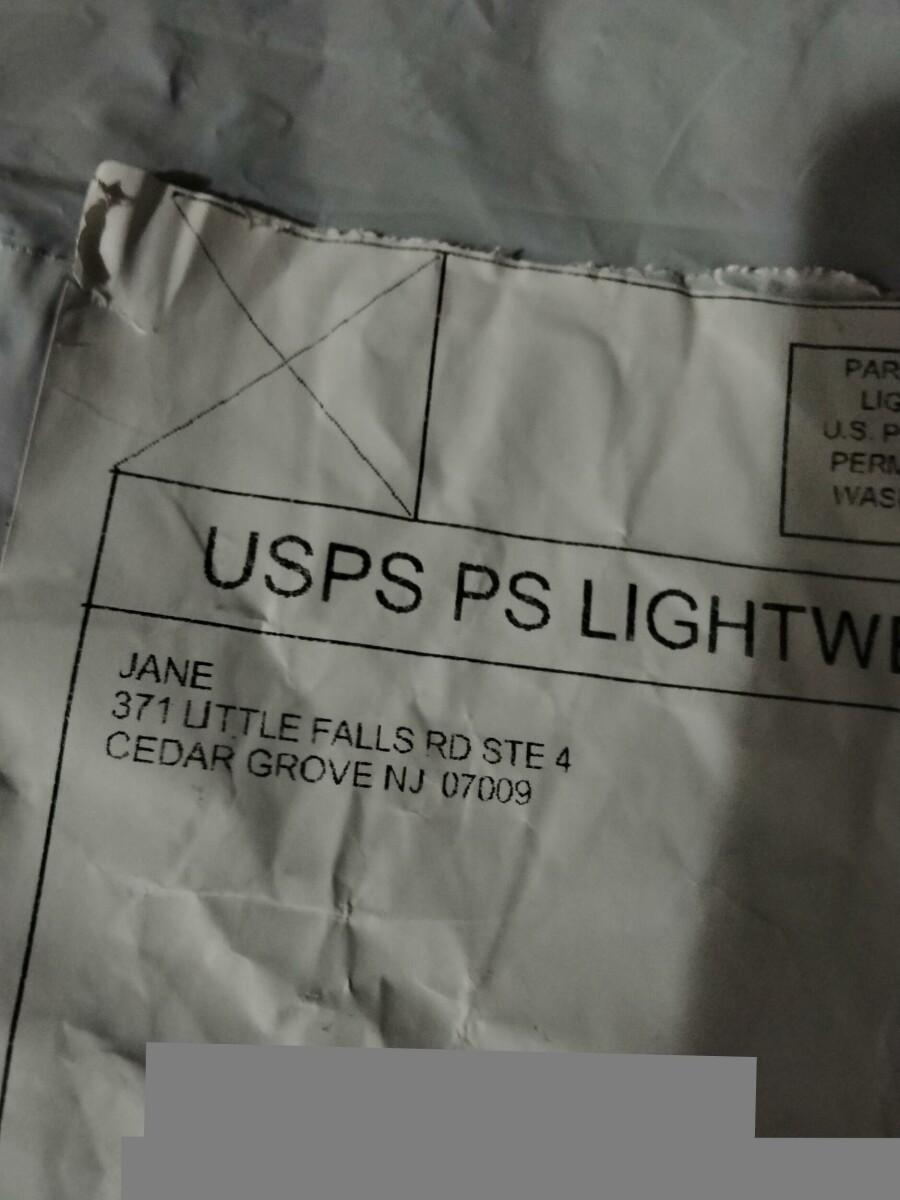 PAR
LIG
U.S. P
PERM
WAS
USPS PS LIGHTWE
JANE
371 LITTLE FALLS RD STE 4
CEDAR GROVE NJ 07009